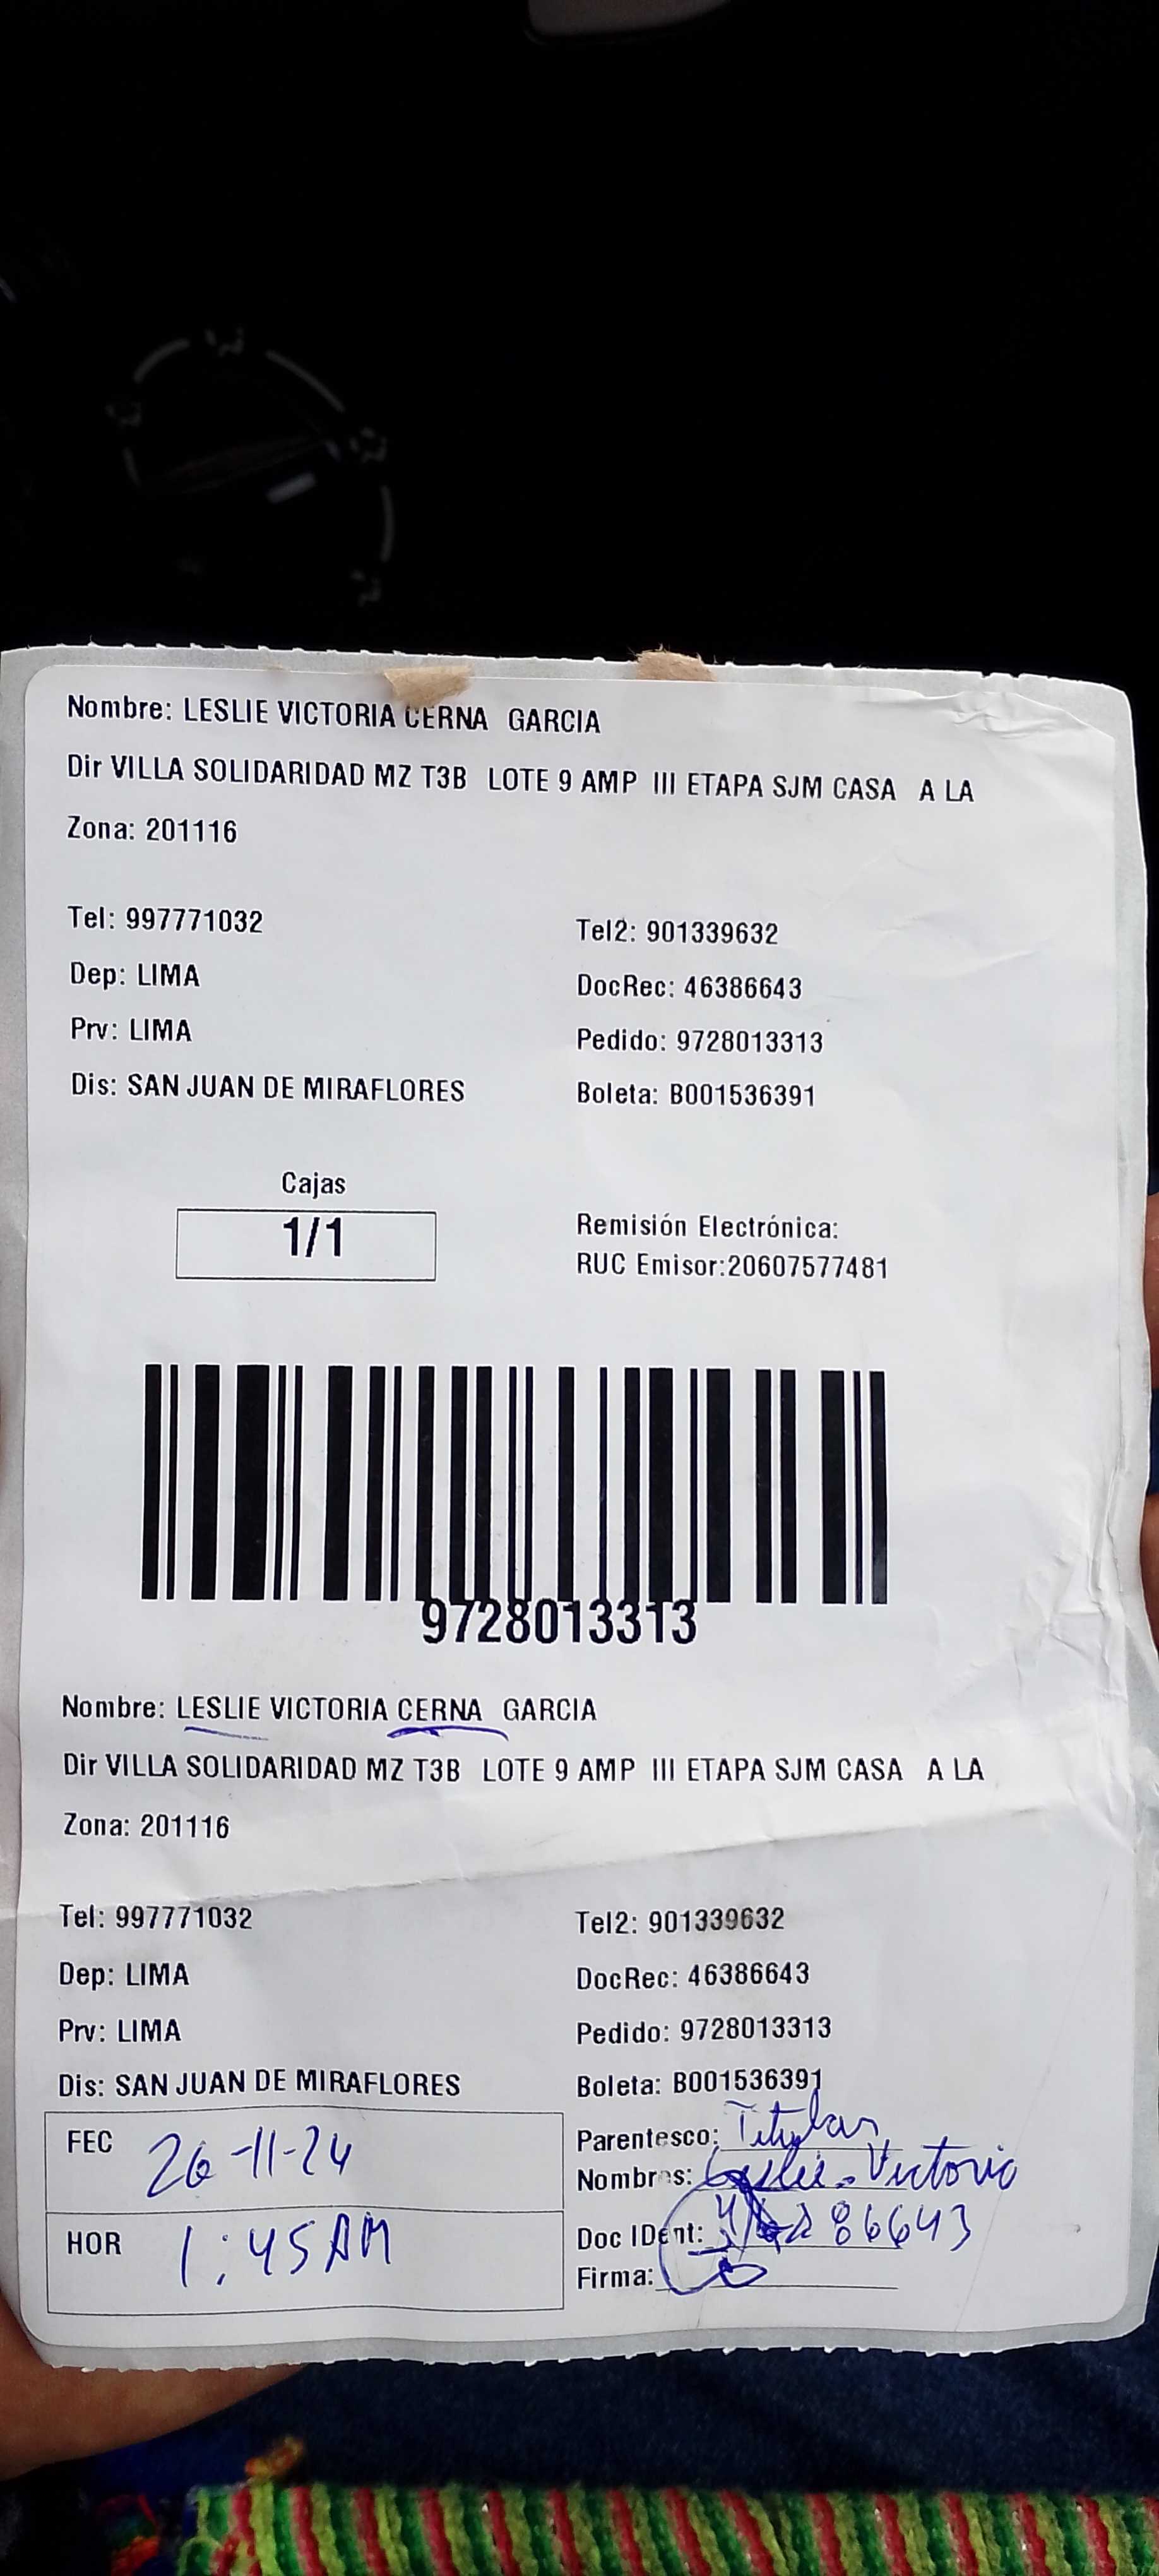 Nombre: LESLIE VICTORIA CERNA GARCIA
Dir VILLA SOLIDARIDAD MZ T3B LOTE 9 AMP III ETAPA SJM CASA A LA
Zona: 201116
Tel: 997771032 Tel2: 901339632
Dep: LIMA DocRec: 46386643
Prv: LIMA Pedido: 9728013313
Dis: SAN JUAN DE MIRAFLORES Boleta: B001536391
Cajas
1/1
Remisión Electrónica:
RUC Emisor:20607577481
9728013313
Nombre: LESLIE VICTORIA CERNA GARCIA
Dir VILLA SOLIDARIDAD MZ T3B LOTE 9 AMP III ETAPA SJM CASA A LA
Zona: 201116
Tel: 997771032 Tel2: 901339632
Dep: LIMA DocRec: 46386643
Prv: LIMA Pedido: 9728013313
Dis: SAN JUAN DE MIRAFLORES Boleta: B001536391
FEC 26-11-24
HOR 1:45AM
Parentesco: Titular
Nombres: Leslie Victoria
Doc IDent:
Firma: